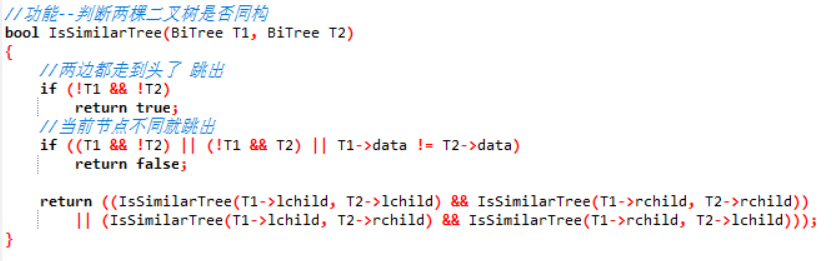 //功能--判断两棵二叉树是否同构
bool IsSimilarTree(BiTree T1, BiTree T2)
{
    //两边都走到头了 跳出
    if (!T1 && !T2)
        return true;
    //当前节点不同就跳出
    if ((T1 && !T2) || (!T1 && T2) || T1->data != T2->data)
        return false;

    return ((IsSimilarTree(T1->lchild, T2->lchild) && IsSimilarTree(T1->rchild, T2->rchild))
        || (IsSimilarTree(T1->lchild, T2->rchild) && IsSimilarTree(T1->rchild, T2->lchild)));
}